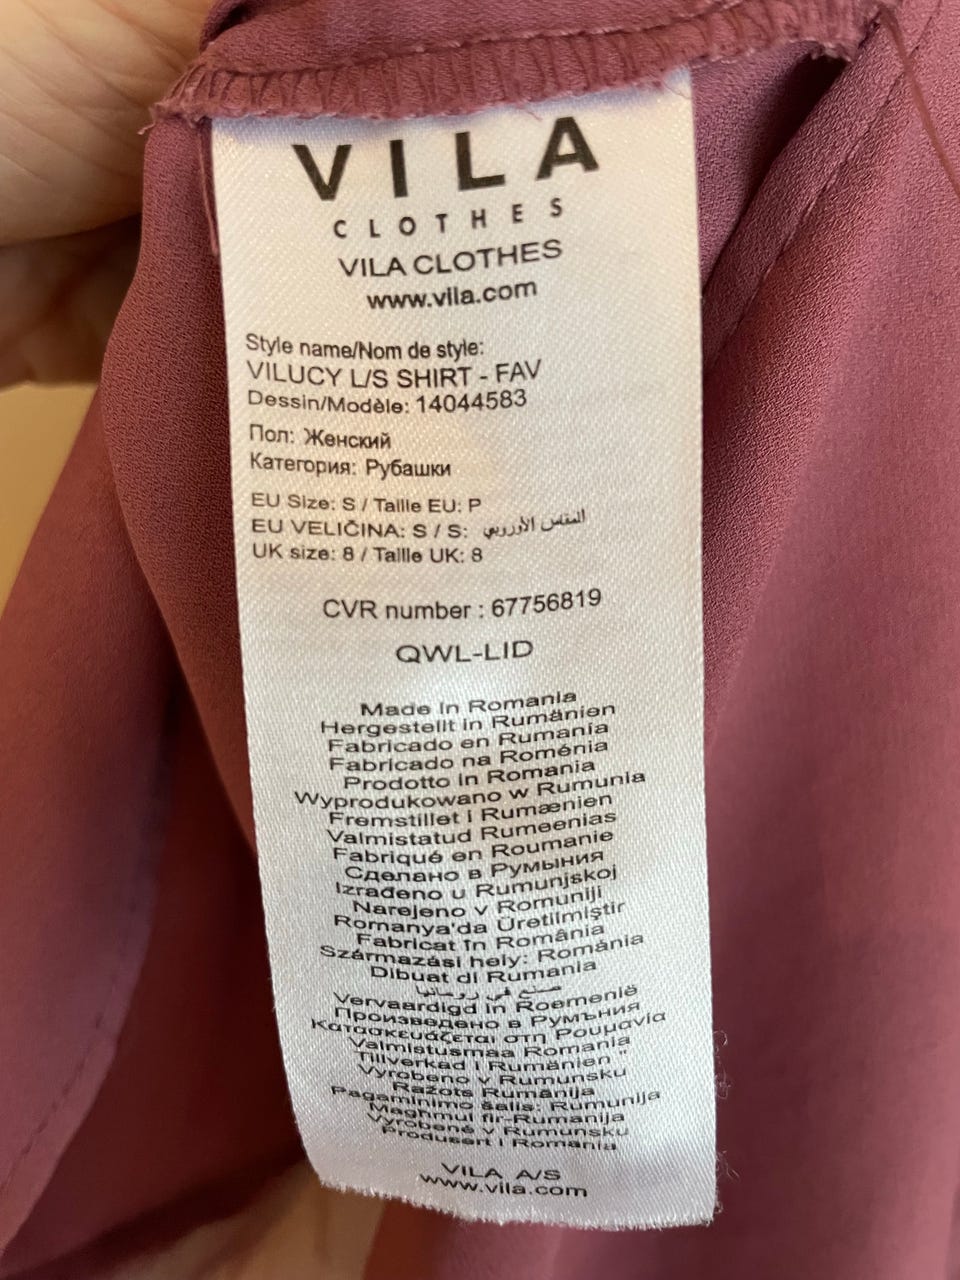 VILA
CLOTHES
VILA CLOTHES
www.vila.com
Style name/Nom de style:
VILUCY L/S SHIRT - FAV
Dessin/Modèle: 14044583
Пол: Женский
Категория: Рубашки
EU Size: S / Taille EU: P
EU VELIČINA: S / S: المقاس الأوروبي
UK size: 8 / Taille UK: 8
CVR number : 67756819
QWL-LID
Made in Romania
Hergestellt in Rumänien
Fabricado en Rumania
Fabricado na Roménia
Prodotto in Romania
Wyprodukowano w Rumunia
Fremstillet i Rumænien
Valmistatud Rumeenias
Fabriqué en Roumanie
Сделано в Румыния
Izrađeno u Rumunjskoj
Narejeno v Romuniji
Romanya'da Üretilmiştir
Fabricat în România
Származási hely: România
Dibuat di Rumania
صنع في رومانيا
Vervaardigd in Roemenië
Произведено в Румъния
Κατασκευάζεται στη Ρουμανία
Valmistusmaa Romania
Tillverkad i Rumänien "
Vyrobeno v Rumunsku
Ražots Rumānija
Pagaminimo šalis: Rumunija
Maghmul fir-Rumanija
Vyrobené v Rumunsku
Produsert i Romania
VILA A/S
www.vila.com